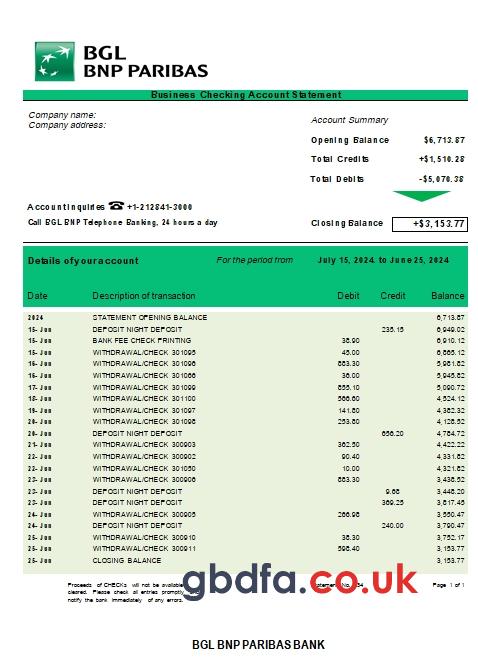 BGL
BNP PARIBAS
Business Checking Account Statement
Company name:
Company address:
Account Summary
Opening Balance $6,713.87
Total Credits +$1,510.28
Total Debits -$5,070.38
Account Inquiries ☎ +1-212841-3000
Call BGL BNP Telephone Banking, 24 hours a day
Closing Balance +$3,153.77
Details of your account For the period from July 15, 2024 to June 25, 2024
Date Description of transaction Debit Credit Balance
2024 STATEMENT OPENING BALANCE 6,713.87
15- Jun DEPOSIT NIGHT DEPOSIT 235.15 6,949.02
15- Jun BANK FEE CHECK PRINTING 38.90 6,910.12
15- Jun WITHDRAWAL/CHECK 301095 45.00 6,865.12
16- Jun WITHDRAWAL/CHECK 301096 883.30 5,981.82
16- Jun WITHDRAWAL/CHECK 301066 36.00 5,945.82
17- Jun WITHDRAWAL/CHECK 300999 855.10 5,090.72
18- Jun WITHDRAWAL/CHECK 301100 566.60 4,524.12
19- Jun WITHDRAWAL/CHECK 301097 141.80 4,382.32
20- Jun WITHDRAWAL/CHECK 301098 253.80 4,128.52
20- Jun DEPOSIT NIGHT DEPOSIT 656.20 4,784.72
21- Jun WITHDRAWAL/CHECK 300903 362.50 4,422.22
22- Jun WITHDRAWAL/CHECK 300902 90.40 4,331.82
22- Jun WITHDRAWAL/CHECK 301050 10.00 4,321.82
23- Jun WITHDRAWAL/CHECK 300906 883.30 3,438.52
23- Jun DEPOSIT NIGHT DEPOSIT 9.68 3,448.20
23- Jun DEPOSIT NIGHT DEPOSIT 369.25 3,817.45
24- Jun WITHDRAWAL/CHECK 300905 266.98 3,550.47
24- Jun DEPOSIT NIGHT DEPOSIT 240.00 3,790.47
25- Jun WITHDRAWAL/CHECK 300910 38.30 3,752.17
25- Jun WITHDRAWAL/CHECK 300911 598.40 3,153.77
25- Jun CLOSING BALANCE 3,153.77
Proceeds of CHECKs will not be available
cleared. Please check all entries promptly
notify the bank immediately of any errors.
Page 1 of 1
gbdfa.co.uk
BGL BNP PARIBAS BANK